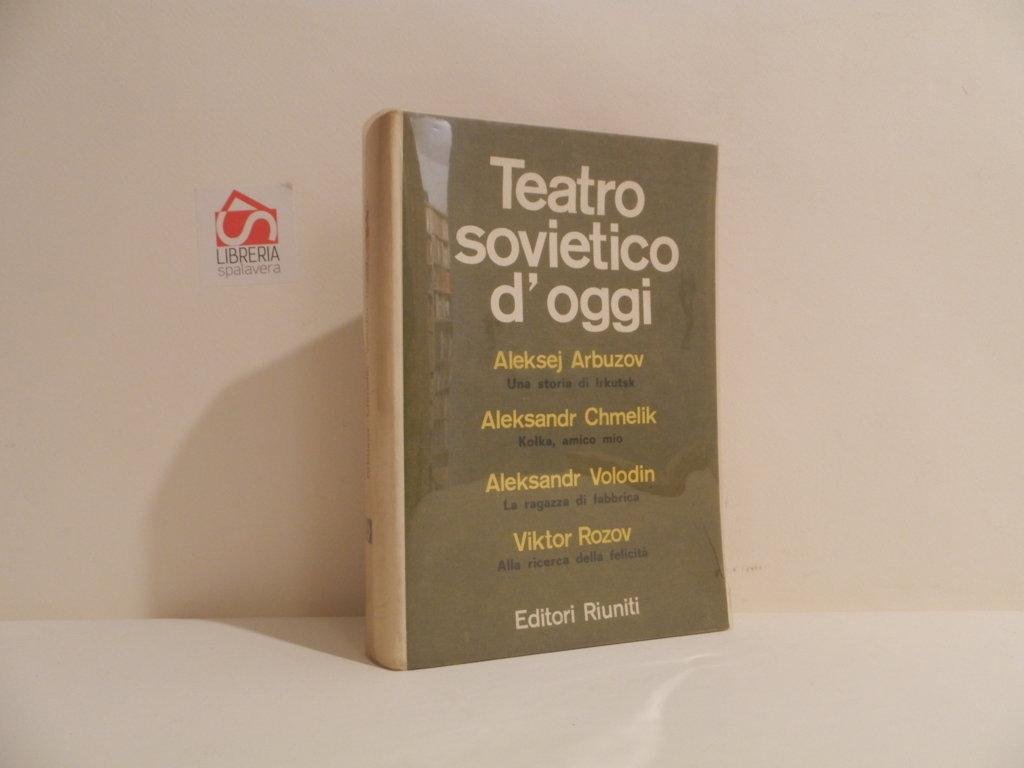 LIBRERIA
spalavera
Teatro
sovietico
d'oggi
Aleksej Arbuzov
Una storia di Irkutsk
Aleksandr Chmelik
Kolka, amico mio
Aleksandr Volodin
La ragazza di fabbrica
Viktor Rozov
Alla ricerca della felicità
Editori Riuniti